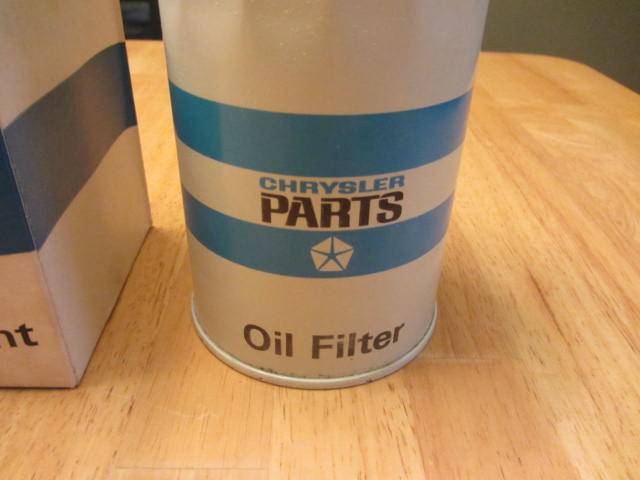 CHRYSLER
PARTS
Oil Filter
nt